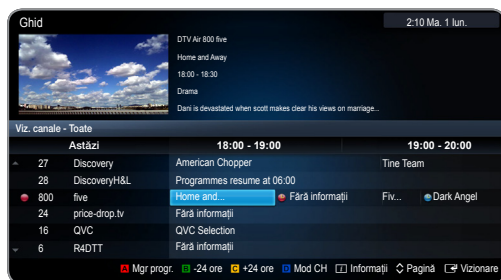 Ghid
2:10 Ma. 1 Iun.
DTV Air 800 five
Home and Away
18:00 - 18:30
Drama
Dani is devastated when scott makes clear his views on marriage...
Viz. canale - Toate
Astăzi 18:00 - 19:00 19:00 - 20:00
27 Discovery American Chopper Tine Team
28 DiscoveryH&L Programmes resume at 06:00
800 five Home and... Fără informaţii Fiv... Dark Angel
24 price-drop.tv Fără informaţii
16 QVC QVC Selection
6 R4DTT Fără informaţii
A Mgr progr. B -24 ore C +24 ore D Mod CH i Informaţii Pagină Vizionare